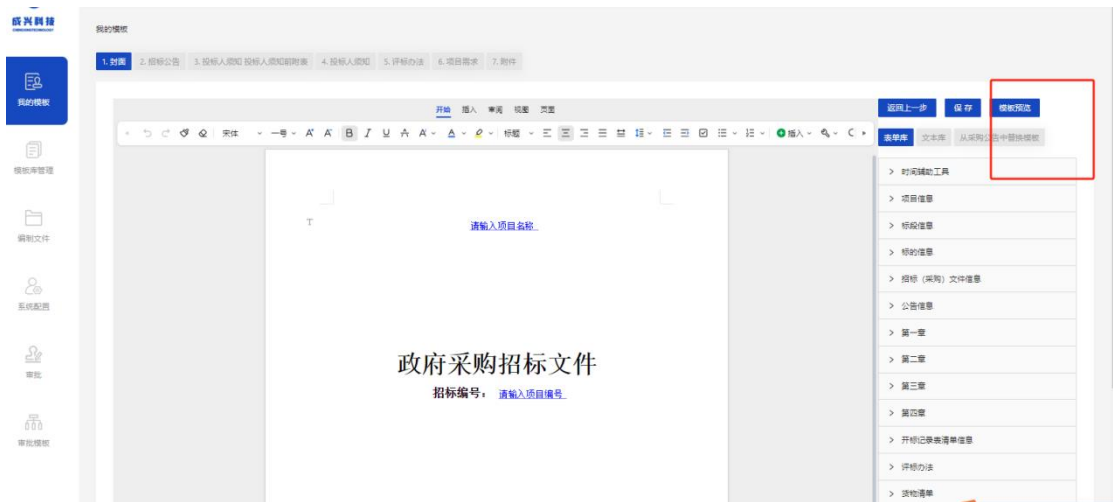 成兴科技
我的模板
1. 封面 2. 招标公告 3. 投标人须知 投标人须知前附表 4. 投标人须知 5. 评标办法 6. 项目需求 7. 附件
我的模板
模板库管理
编制文件
系统配置
审批
审批模板
开始 插入 审阅 视图 页面
宋体 一号 A A B I U A A A 标题 插入
返回上一步 保存 模板预览
表单库 文本库 从采购公告中替换模板
请输入项目名称
政府采购招标文件
招标编号： 请输入项目编号
> 时间辅助工具
> 项目信息
> 标段信息
> 标的信息
> 招标（采购）文件信息
> 公告信息
> 第一章
> 第二章
> 第三章
> 第四章
> 开标记录表清单信息
> 评标办法
> 货物清单